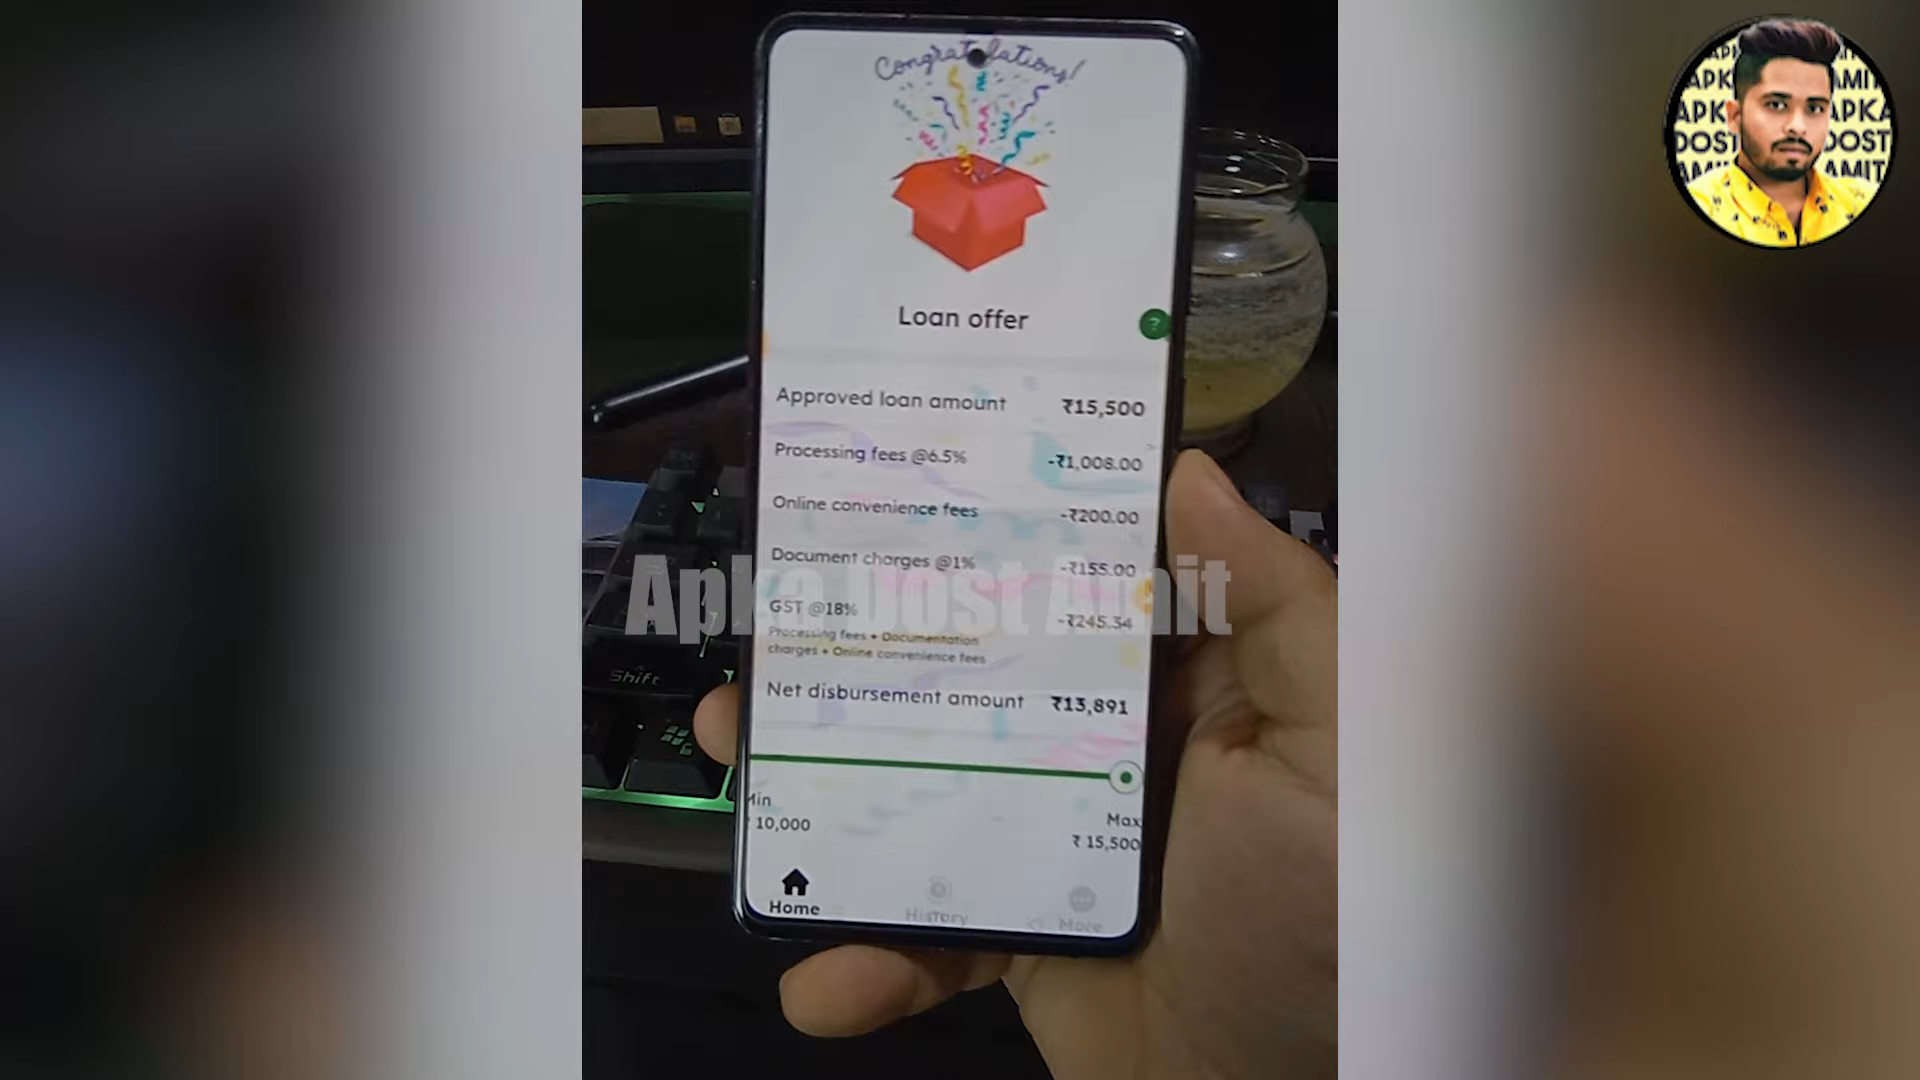 Congratulations!
Loan offer
?
Approved loan amount ₹15,500
Processing fees @6.5% -₹1,008.00
Online convenience fees -₹200.00
Document charges @1% -₹155.00
GST @18% -₹245.34
Processing fees + Documentation
charges + Online convenience fees
Net disbursement amount ₹13,891
Min Max
₹ 10,000 ₹ 15,500
Home History More
Apka Dost Amit
Shift
APKA
DOST
AMIT